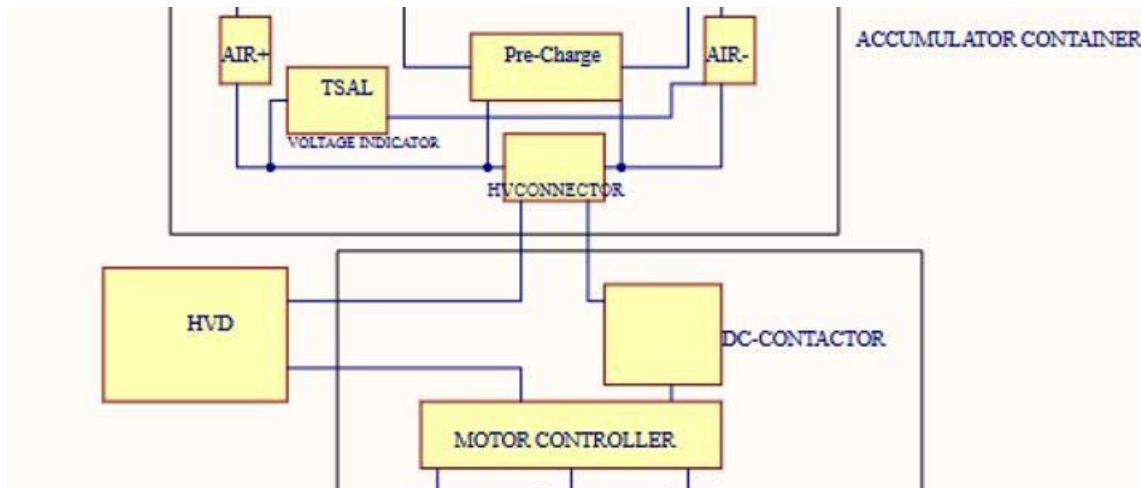 ACCUMULATOR CONTAINER
AIR+
Pre-Charge
AIR-
TSAL
VOLTAGE INDICATOR
HVCONNECTOR
HVD
DC-CONTACTOR
MOTOR CONTROLLER